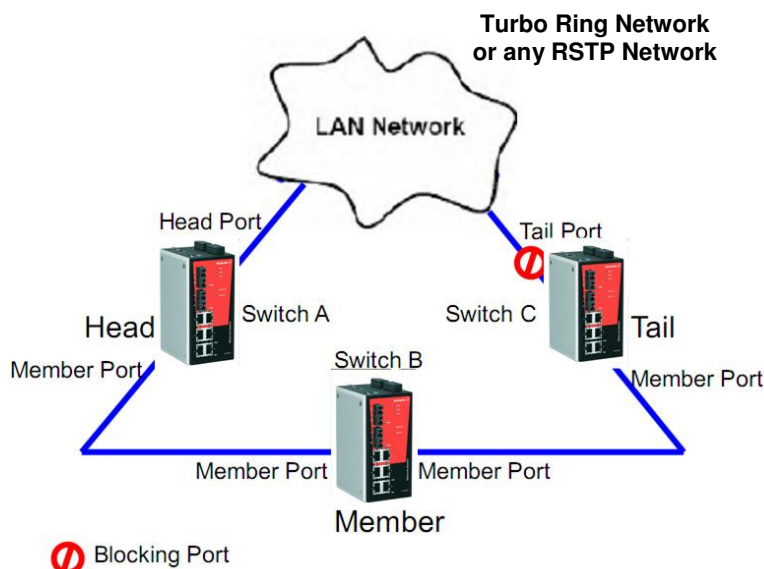 Turbo Ring Network
or any RSTP Network
LAN Network
Head Port
Tail Port
Switch A
Switch C
Head
Tail
Member Port
Switch B
Member Port
Member Port
Member Port
Member
Blocking Port